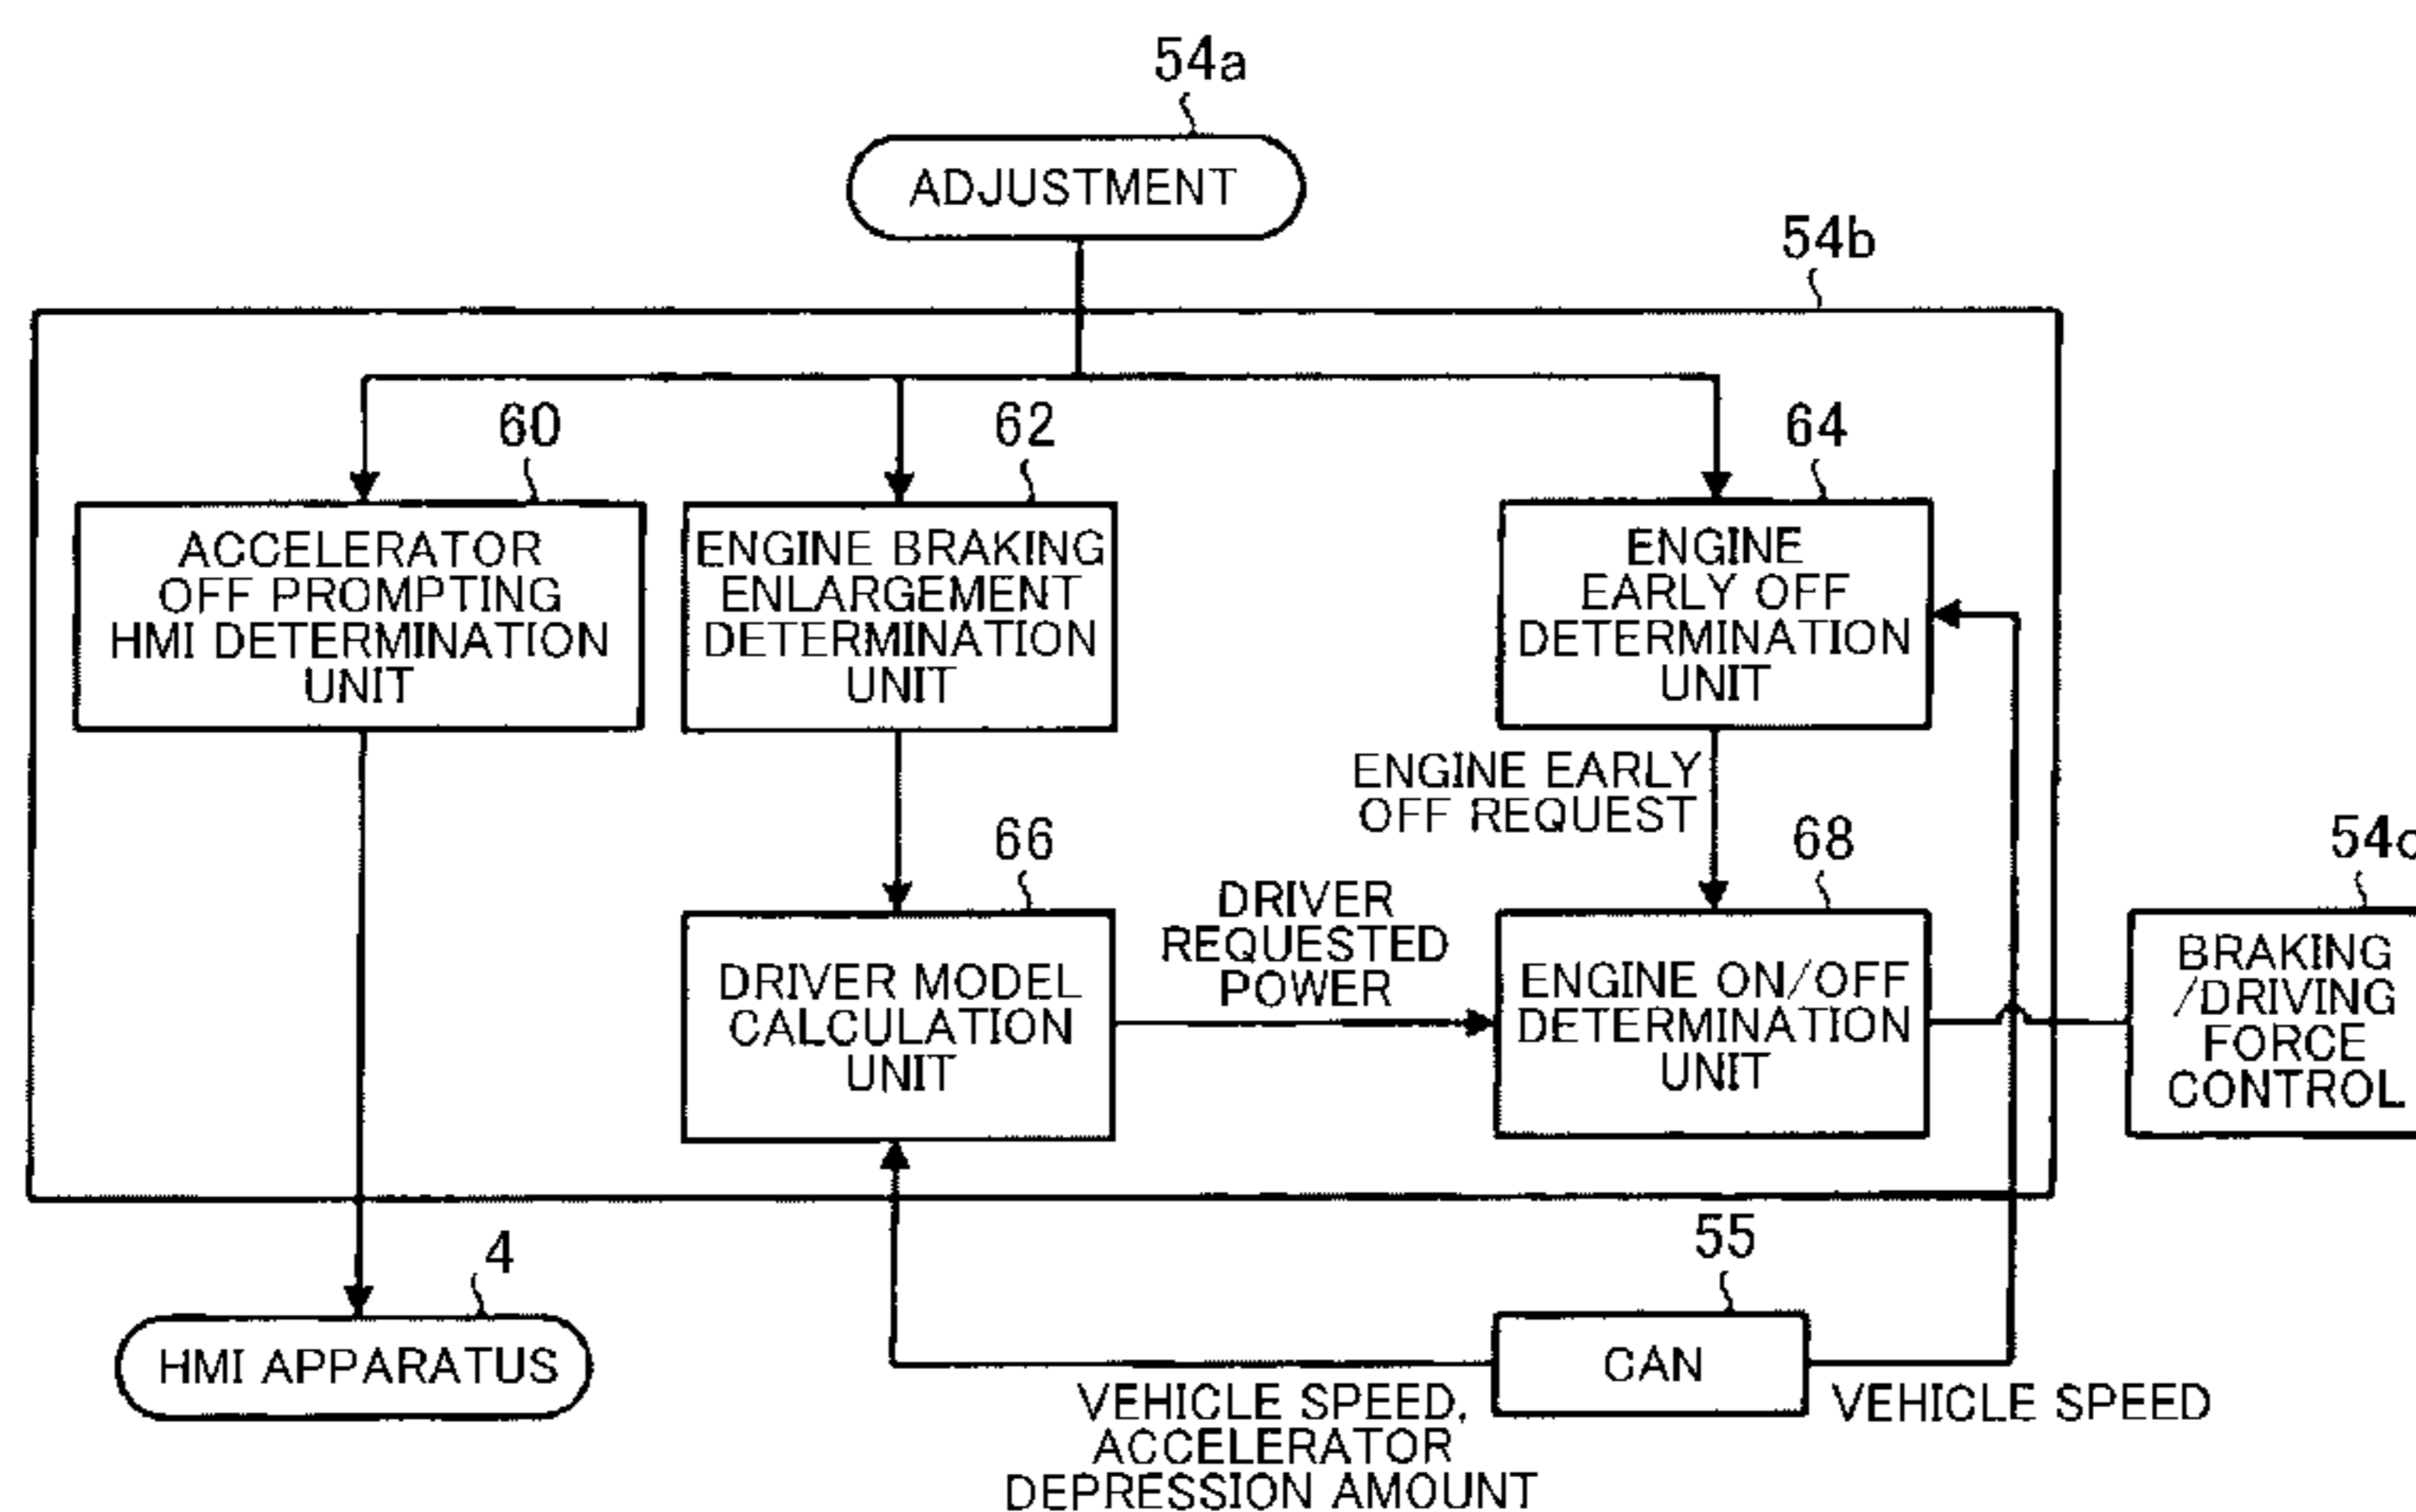 54a
ADJUSTMENT
54b
60
62
64
ACCELERATOR
OFF PROMPTING
HMI DETERMINATION
UNIT
ENGINE BRAKING
ENLARGEMENT
DETERMINATION
UNIT
ENGINE
EARLY OFF
DETERMINATION
UNIT
ENGINE EARLY
OFF REQUEST
66
DRIVER
REQUESTED
POWER
68
54c
DRIVER MODEL
CALCULATION
UNIT
ENGINE ON/OFF
DETERMINATION
UNIT
BRAKING
/DRIVING
FORCE
CONTROL
4
HMI APPARATUS
55
CAN
VEHICLE SPEED,
ACCELERATOR
DEPRESSION AMOUNT
VEHICLE SPEED